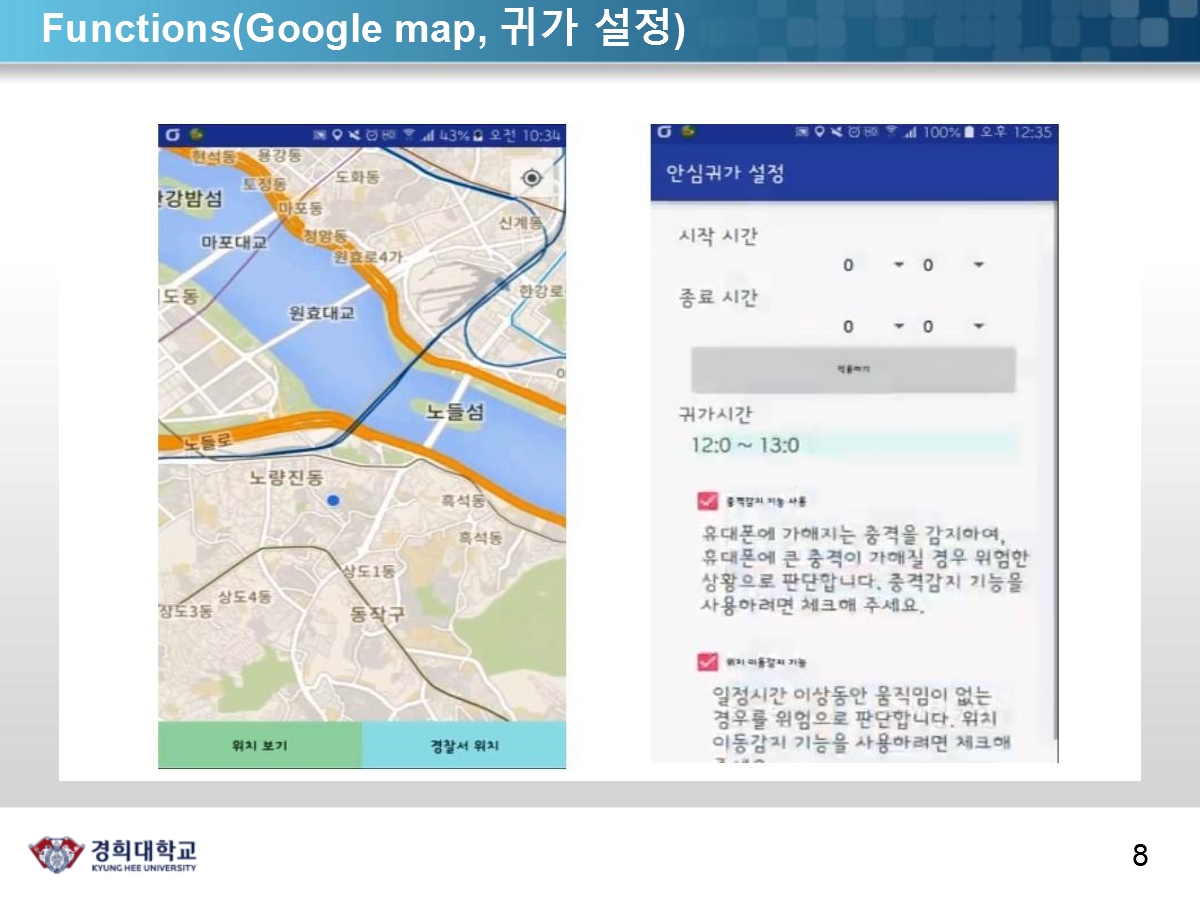 Functions(Google map, 귀가 설정)
43% 오전 10:34
현석동 용강동
토정동 도화동
강밤섬 마포동
신계동
마포대교 청암동
원효로4가
도동 한강로
원효대교
노들섬
노들로
노량진동
흑석동
흑석동
상도1동
상도4동
상도3동 동작구
위치 보기 경찰서 위치
100% 오후 12:35
안심귀가 설정
시작 시간
0 0
종료 시간
0 0
적용하기
귀가시간
12:0 ~ 13:0
충격감지 기능 사용
휴대폰에 가해지는 충격을 감지하여,
휴대폰에 큰 충격이 가해질 경우 위험한
상황으로 판단합니다. 충격감지 기능을
사용하려면 체크해 주세요.
위치 이동감지 기능
일정시간 이상동안 움직임이 없는
경우를 위험으로 판단합니다. 위치
이동감지 기능을 사용하려면 체크해
경희대학교
KYUNG HEE UNIVERSITY
8